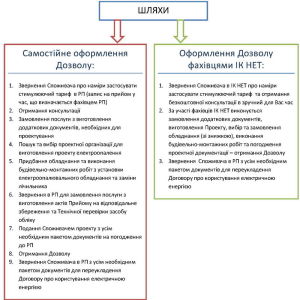 ШЛЯХИ
Самостійне оформлення
Дозволу:
1. Звернення Споживача про наміри застосувати
стимулюючий тариф в РП (запис на прийом у
час, що визначається фахівцем РП)
2. Отримання консультації
3. Замовлення послуги з виготовлення
додаткових документів, необхідних для
проектування
4. Пошук та вибір проектної організації для
виготовлення проекту електроопалення
5. Придбання обладнання та виконання
будівельно-монтажних робіт з установки
електроопалювального обладнання та заміни
лічильника
6. Звернення в РП для замовлення послуги з
виготовлення актів Прийому на відповідальне
збереження та Технічної перевірки засобу
обліку
7. Подання Споживачем проекту з усім
необхідним пакетом документів на погодження
до РП
8. Отримання Дозволу
9. Звернення Споживача в РП з усім необхідним
пакетом документів для переукладення
Договору про користування електричною
енергією
Оформлення Дозволу
фахівцями ІК НЕТ:
1. Звернення Споживача в ІК НЕТ про наміри
застосувати стимулюючий тариф та отримання
безкоштовної консультації в зручний для Вас час
2. За участі фахівців ІК НЕТ виконується
замовлення додаткових документів,
виготовлення Проекту, вибір та замовлення
обладнання (зі знижкою), виконання
будівельно-монтажних робіт та погодження
проектної документації – отримання Дозволу
3. Звернення Споживача в РП з усім необхідним
пакетом документів для переукладення
Договору про користування електричною
енергією